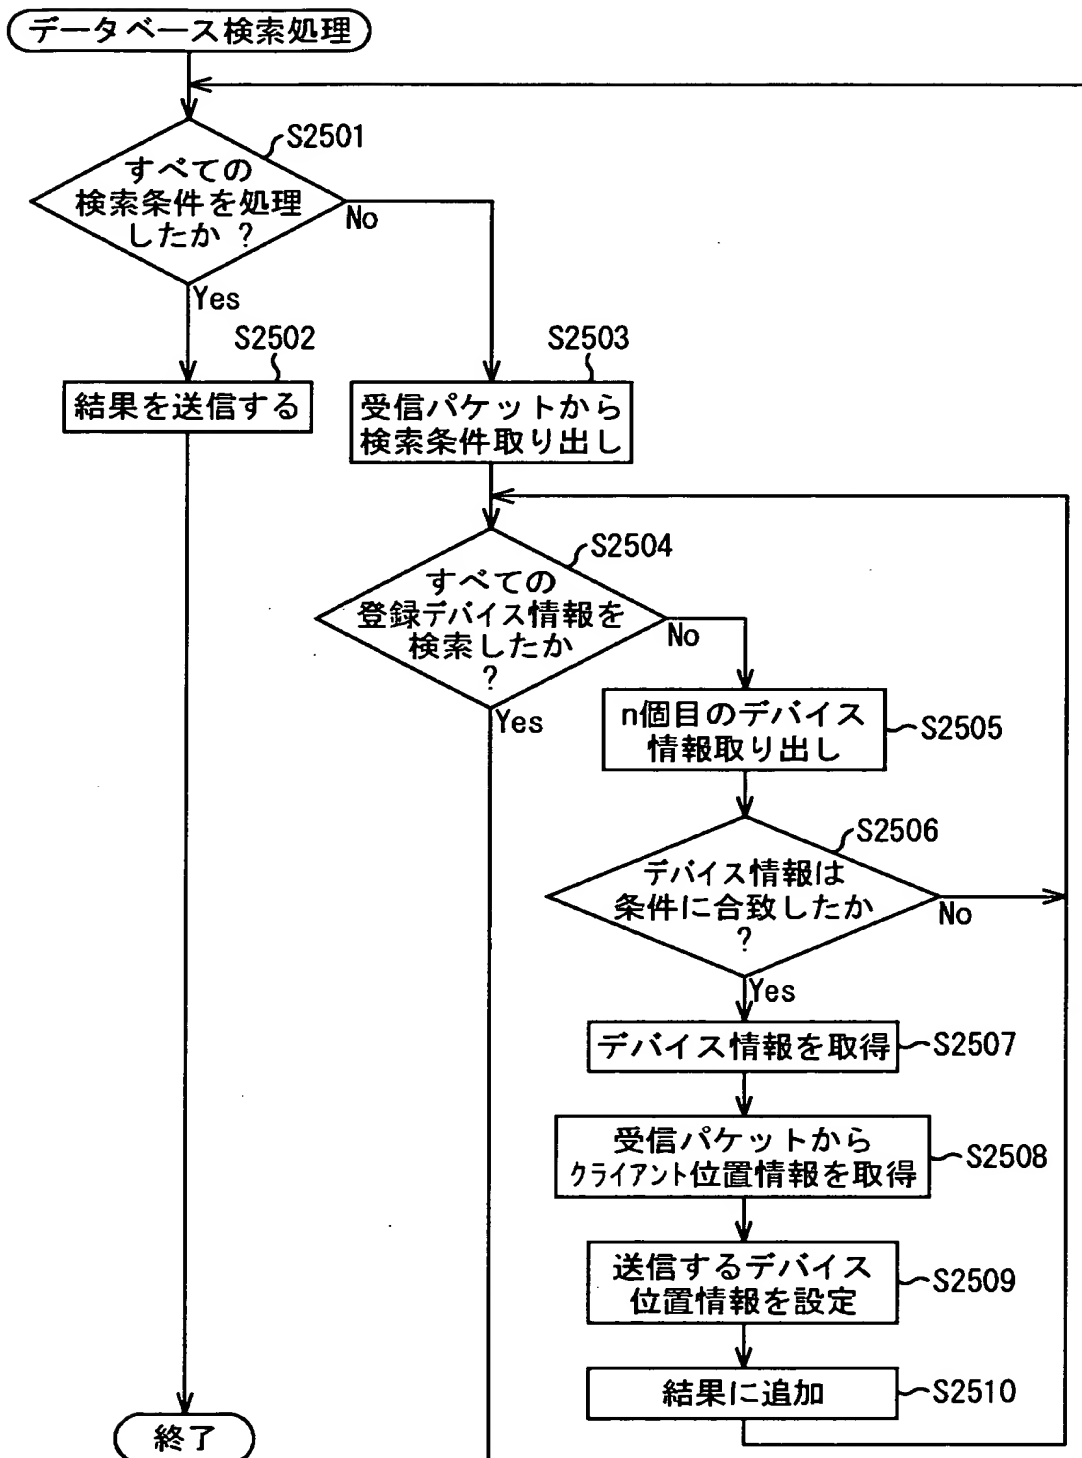 データベース検索処理
S2501
すべての
検索条件を処理
したか ?
No
Yes
S2502
結果を送信する
S2503
受信パケットから
検索条件取り出し
S2504
すべての
登録デバイス情報を
検索したか
?
No
Yes
n個目のデバイス
情報取り出し
S2505
S2506
デバイス情報は
条件に合致したか
?
No
Yes
デバイス情報を取得
S2507
受信パケットから
クライアント位置情報を取得
S2508
送信するデバイス
位置情報を設定
S2509
結果に追加
S2510
終了